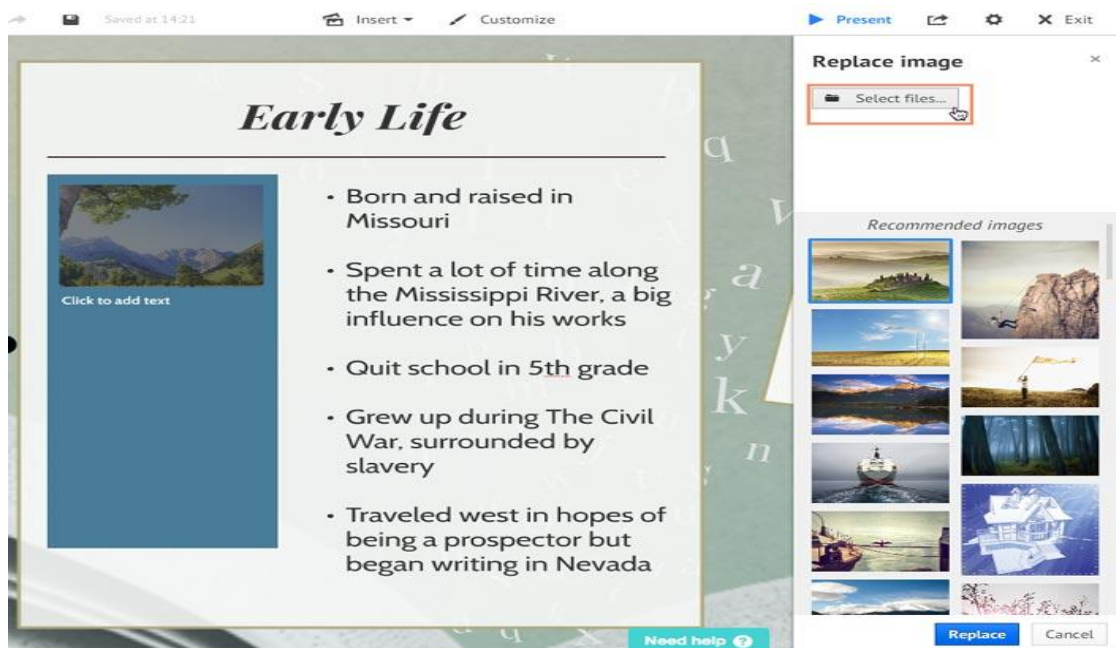 Saved at 14:21
Insert
Customize
Present
Exit
Replace image
Select files...
Early Life
Click to add text
• Born and raised in
Missouri
• Spent a lot of time along
the Mississippi River, a big
influence on his works
• Quit school in 5th grade
• Grew up during The Civil
War, surrounded by
slavery
• Traveled west in hopes of
being a prospector but
began writing in Nevada
Recommended images
Need help ?
Replace
Cancel